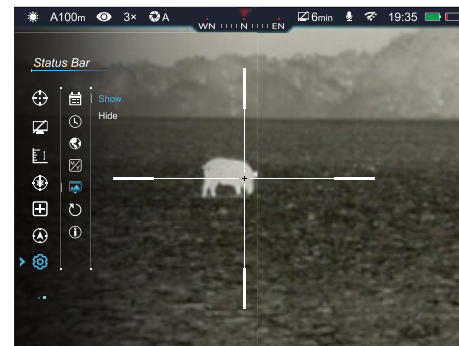 A100m 3× A 6min 19:35
WN N EN
Status Bar
Show
Hide